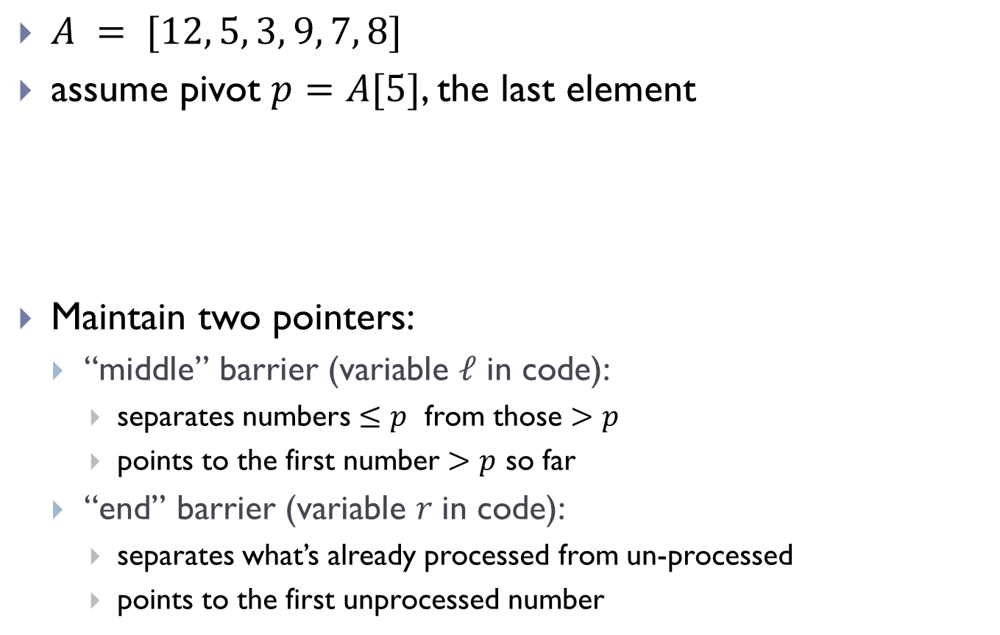 A = [12, 5, 3, 9, 7, 8]
assume pivot p = A[5], the last element
Maintain two pointers:
“middle” barrier (variable ℓ in code):
separates numbers ≤ p from those > p
points to the first number > p so far
“end” barrier (variable r in code):
separates what’s already processed from un-processed
points to the first unprocessed number